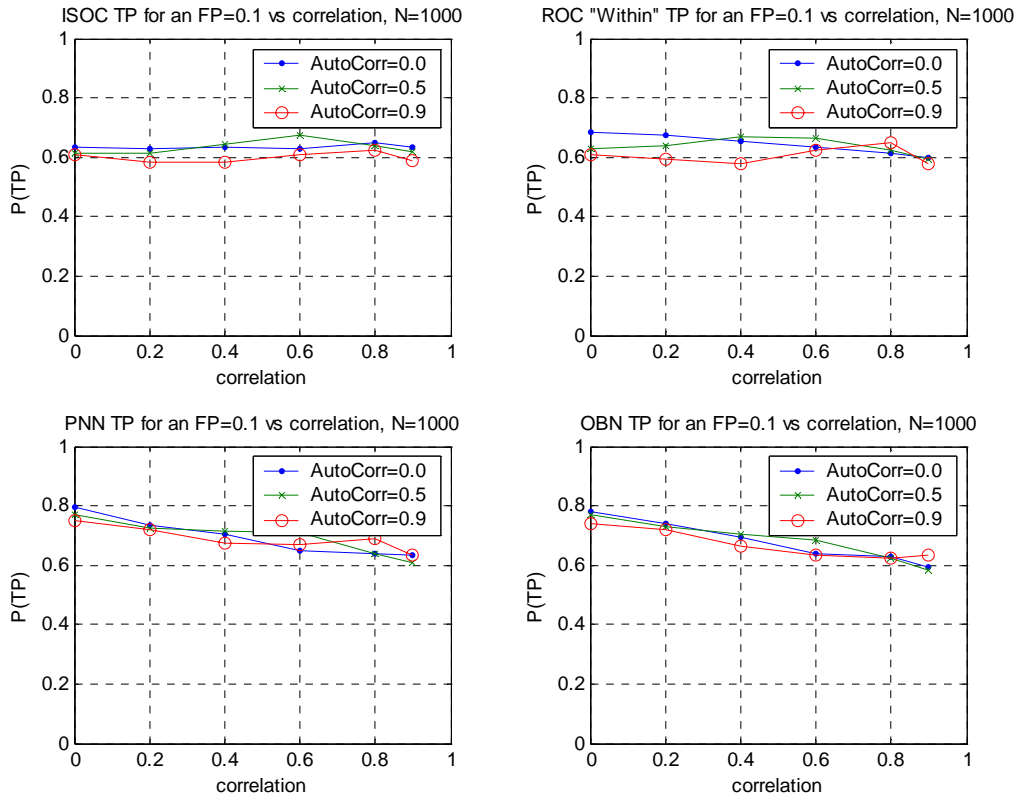 ISOC TP for an FP=0.1 vs correlation, N=1000
1
0.8
0.6
0.4
0.2
0
P(TP)
AutoCorr=0.0
AutoCorr=0.5
AutoCorr=0.9
0 0.2 0.4 0.6 0.8 1
correlation
ROC "Within" TP for an FP=0.1 vs correlation, N=1000
1
0.8
0.6
0.4
0.2
0
P(TP)
AutoCorr=0.0
AutoCorr=0.5
AutoCorr=0.9
0 0.2 0.4 0.6 0.8 1
correlation
PNN TP for an FP=0.1 vs correlation, N=1000
1
0.8
0.6
0.4
0.2
0
P(TP)
AutoCorr=0.0
AutoCorr=0.5
AutoCorr=0.9
0 0.2 0.4 0.6 0.8 1
correlation
OBN TP for an FP=0.1 vs correlation, N=1000
1
0.8
0.6
0.4
0.2
0
P(TP)
AutoCorr=0.0
AutoCorr=0.5
AutoCorr=0.9
0 0.2 0.4 0.6 0.8 1
correlation